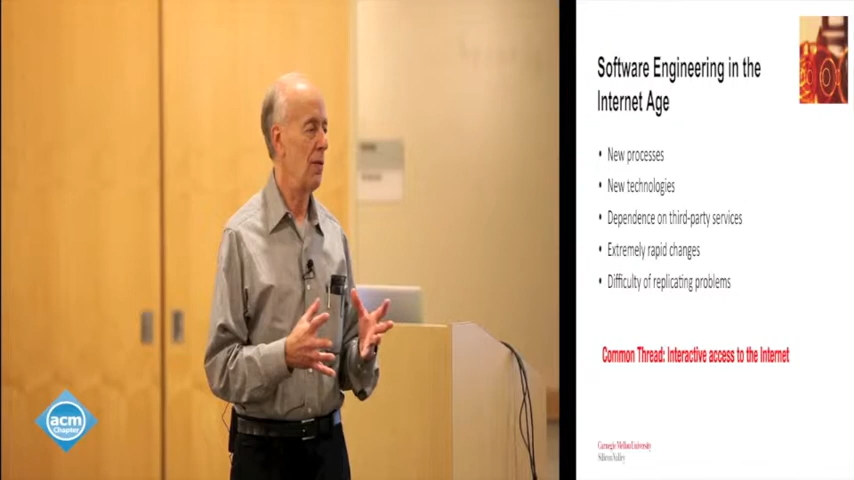 Software Engineering in the
Internet Age
• New processes
• New technologies
• Dependence on third-party services
• Extremely rapid changes
• Difficulty of replicating problems
Common Thread: Interactive access to the Internet
Carnegie Mellon University
Silicon Valley
acm
Chapter